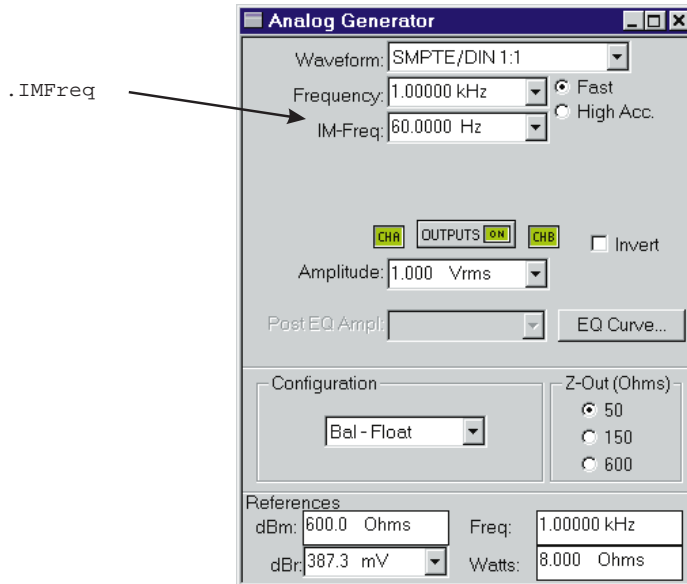 Analog Generator
Waveform: SMPTE/DIN 1:1
.IMFreq
Frequency: 1.00000 kHz Fast
High Acc.
IM-Freq: 60.0000 Hz
CHA OUTPUTS ON CHB Invert
Amplitude: 1.000 Vrms
Post EQ Ampl: EQ Curve...
Configuration Z-Out (Ohms)
50
Bal - Float 150
600
References
dBm: 600.0 Ohms Freq: 1.00000 kHz
dBr: 387.3 mV Watts: 8.000 Ohms